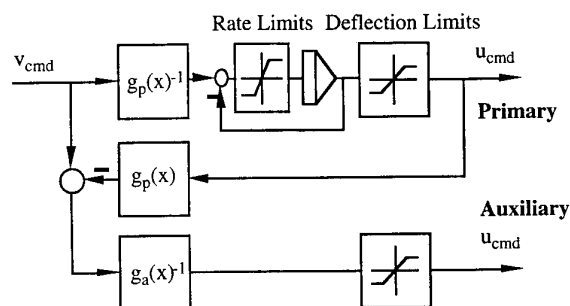 Rate Limits Deflection Limits
v_cmd
g_p(x)^-1
u_cmd
Primary
g_p(x)
Auxiliary
u_cmd
g_a(x)^-1